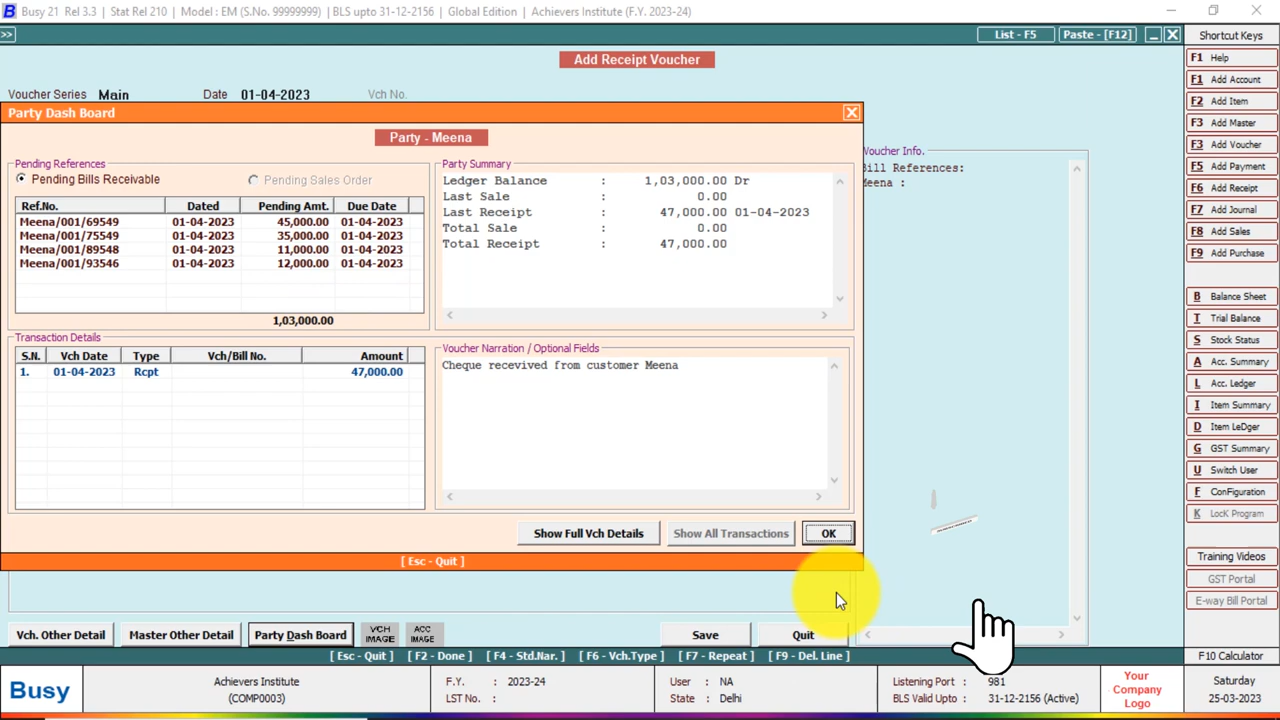 Busy 21 Rel 3.3 | Stat Rel 210 | Model : EM (S.No. 99999999) | BLS upto 31-12-2156 | Global Edition | Achievers Institute (F.Y. 2023-24)
>> List - F5 Paste - [F12]
Add Receipt Voucher
Voucher Series Main Date 01-04-2023 Vch No.
Party Dash Board
Party - Meena
Pending References
Pending Bills Receivable Pending Sales Order
Ref.No. Dated Pending Amt. Due Date
Meena/001/69549 01-04-2023 45,000.00 01-04-2023
Meena/001/75549 01-04-2023 35,000.00 01-04-2023
Meena/001/89548 01-04-2023 11,000.00 01-04-2023
Meena/001/93546 01-04-2023 12,000.00 01-04-2023
1,03,000.00
Party Summary
Ledger Balance : 1,03,000.00 Dr
Last Sale : 0.00
Last Receipt : 47,000.00 01-04-2023
Total Sale : 0.00
Total Receipt : 47,000.00
Transaction Details
S.N. Vch Date Type Vch/Bill No. Amount
1. 01-04-2023 Rcpt 47,000.00
Voucher Narration / Optional Fields
Cheque recevived from customer Meena
Show Full Vch Details Show All Transactions OK
[ Esc - Quit ]
Voucher Info.
Bill References:
Meena :
Vch. Other Detail Master Other Detail Party Dash Board VCH IMAGE ACC IMAGE Save Quit
[ Esc - Quit ] [ F2 - Done ] [ F4 - Std.Nar. ] [ F6 - Vch.Type ] [ F7 - Repeat ] [ F9 - Del. Line ]
Shortcut Keys
F1 Help
F1 Add Account
F2 Add Item
F3 Add Master
F3 Add Voucher
F5 Add Payment
F6 Add Receipt
F7 Add Journal
F8 Add Sales
F9 Add Purchase
B Balance Sheet
T Trial Balance
S Stock Status
A Acc. Summary
L Acc. Ledger
I Item Summary
D Item LeDger
G GST Summary
U Switch User
F ConFiguration
K LocK Program
Training Videos
GST Portal
E-way Bill Portal
F10 Calculator
Busy
Achievers Institute
(COMP0003)
F.Y. : 2023-24
LST No. :
User : NA
State : Delhi
Listening Port : 981
BLS Valid Upto : 31-12-2156 (Active)
Your
Company
Logo
Saturday
25-03-2023